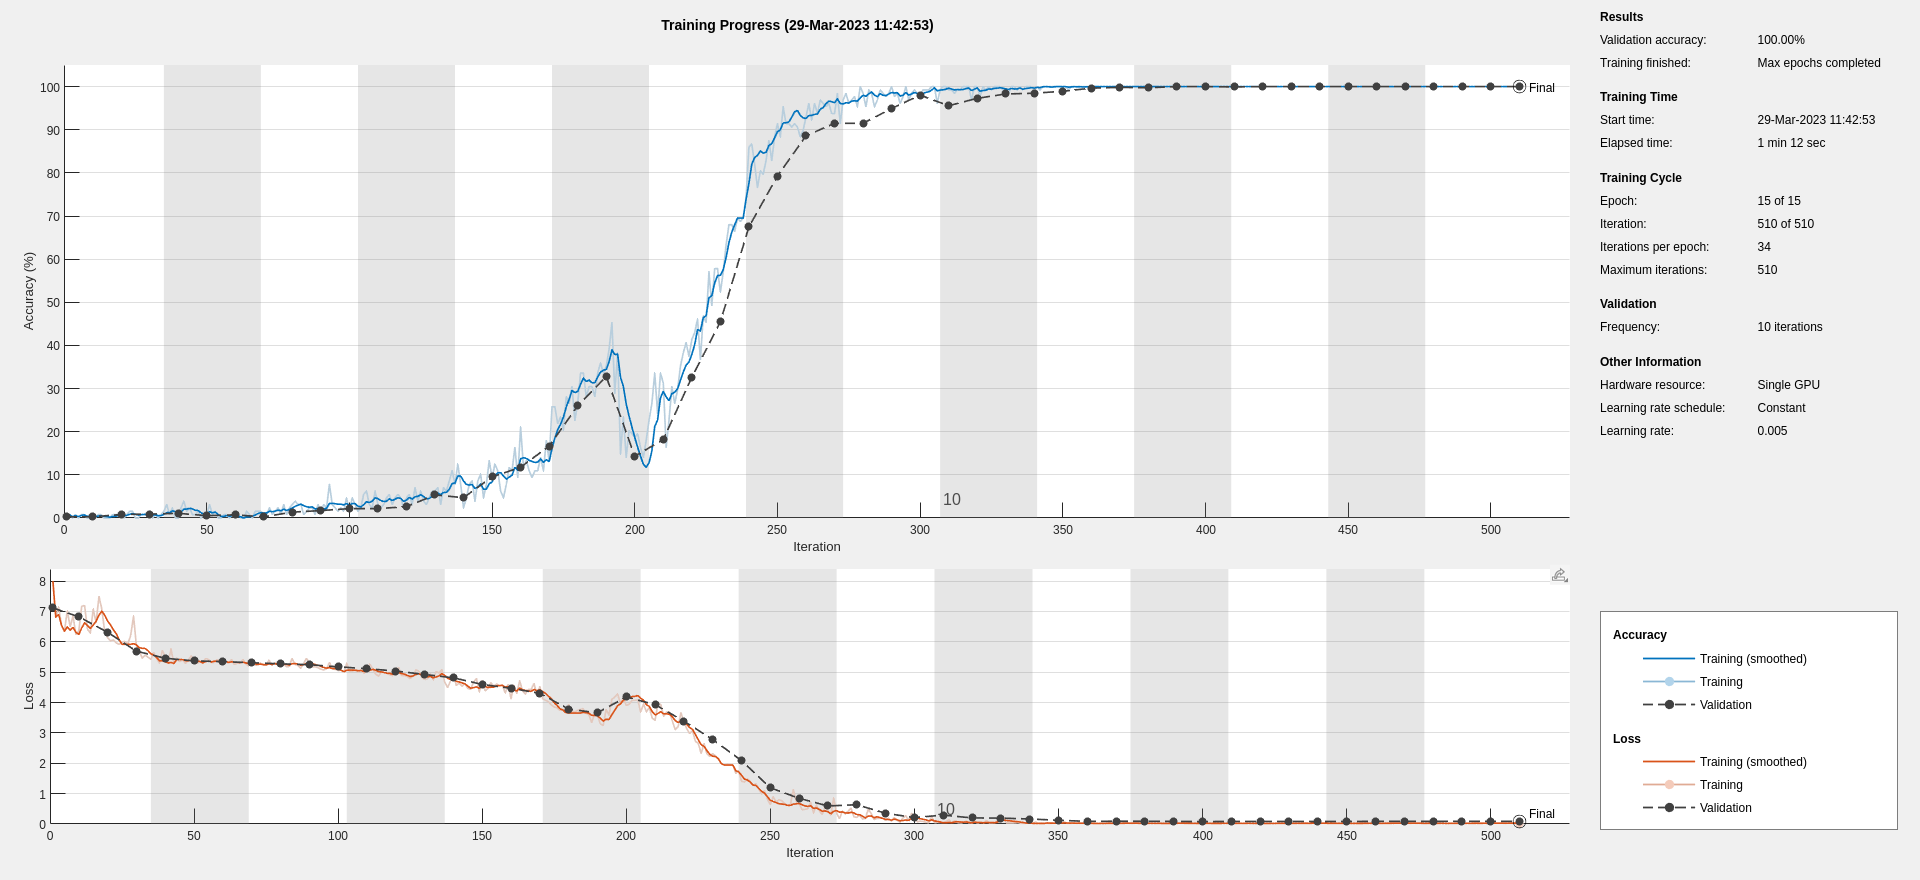 Training Progress (29-Mar-2023 11:42:53)
Accuracy (%)
100
90
80
70
60
50
40
30
20
10
0
Final
10
0 50 100 150 200 250 300 350 400 450 500
Iteration
Loss
8
7
6
5
4
3
2
1
0
Final
10
0 50 100 150 200 250 300 350 400 450 500
Iteration
Results
Validation accuracy: 100.00%
Training finished: Max epochs completed
Training Time
Start time: 29-Mar-2023 11:42:53
Elapsed time: 1 min 12 sec
Training Cycle
Epoch: 15 of 15
Iteration: 510 of 510
Iterations per epoch: 34
Maximum iterations: 510
Validation
Frequency: 10 iterations
Other Information
Hardware resource: Single GPU
Learning rate schedule: Constant
Learning rate: 0.005
Accuracy
Training (smoothed)
Training
Validation
Loss
Training (smoothed)
Training
Validation